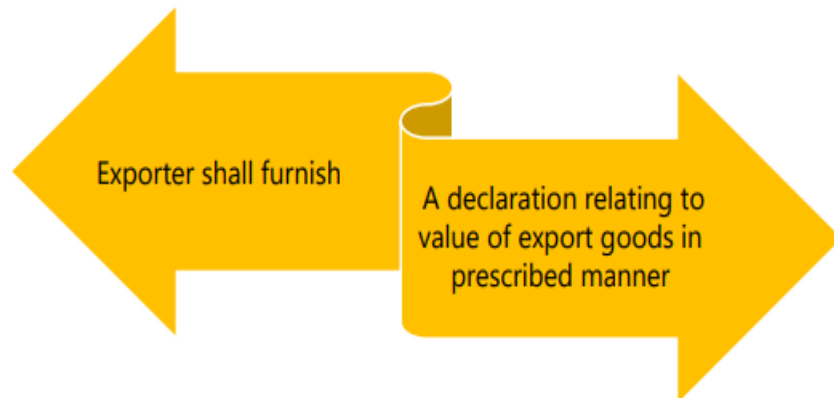 Exporter shall furnish
A declaration relating to
value of export goods in
prescribed manner